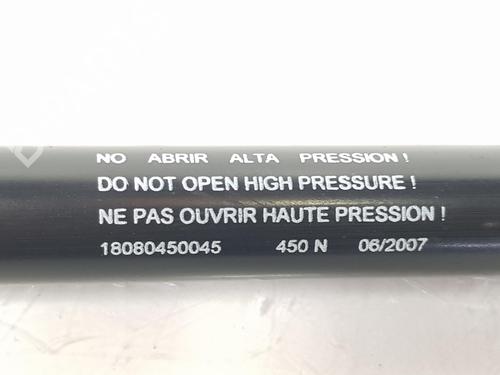 NO ABRIR ALTA PRESSION !
DO NOT OPEN HIGH PRESSURE !
NE PAS OUVRIR HAUTE PRESSION !
18080450045 450 N 06/2007